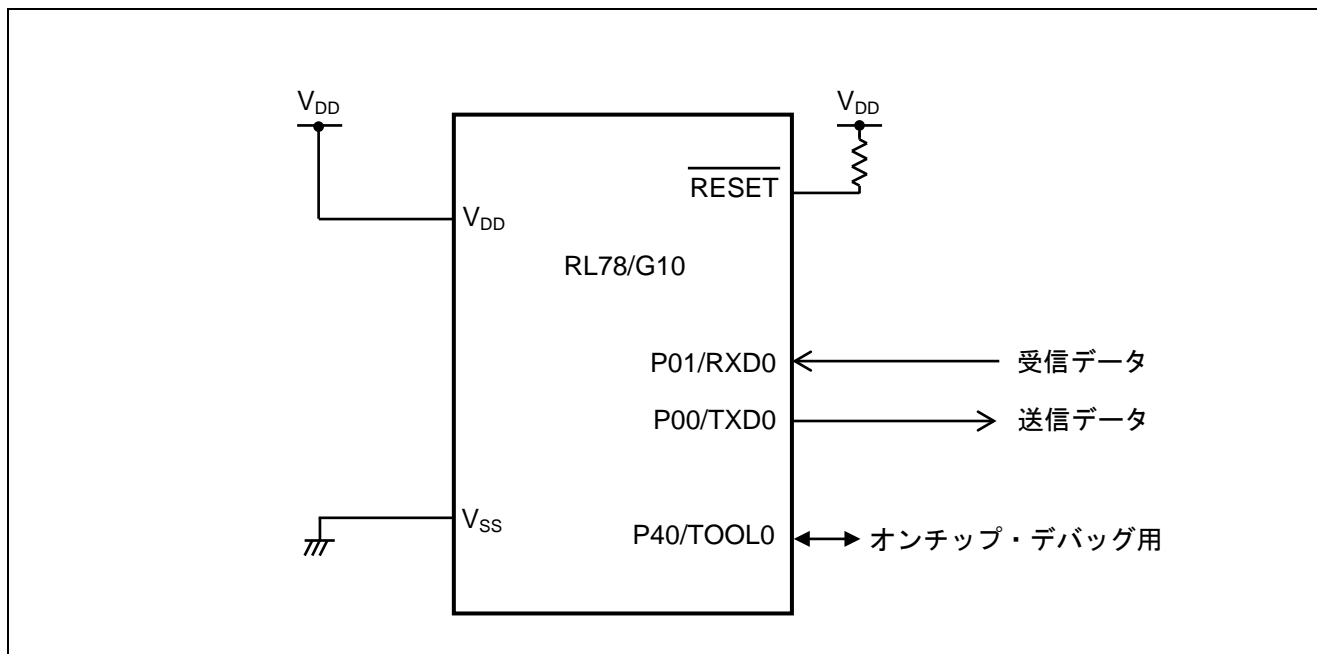 VDD
VDD
RESET
VDD
RL78/G10
P01/RXD0
受信データ
P00/TXD0
送信データ
VSS
P40/TOOL0
オンチップ・デバッグ用